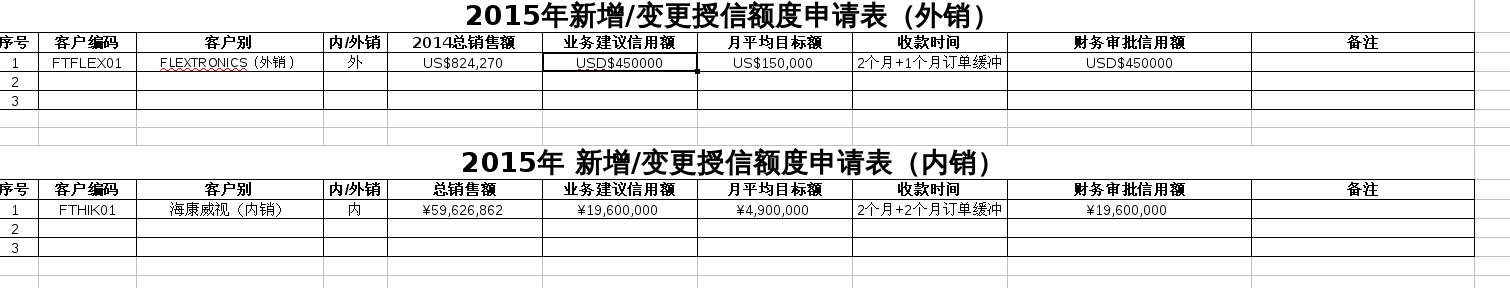 2015年新增/变更授信额度申请表（外销）
序号 客户编码 客户别 内/外销 2014总销售额 业务建议信用额 月平均目标额 收款时间 财务审批信用额 备注
1 FTFLEX01 FLEXTRONICS（外销） 外 US$824,270 USD$450000 US$150,000 2个月+1个月订单缓冲 USD$450000
2
3
2015年 新增/变更授信额度申请表（内销）
序号 客户编码 客户别 内/外销 总销售额 业务建议信用额 月平均目标额 收款时间 财务审批信用额 备注
1 FTHIK01 海康威视（内销） 内 ¥59,626,862 ¥19,600,000 ¥4,900,000 2个月+2个月订单缓冲 ¥19,600,000
2
3